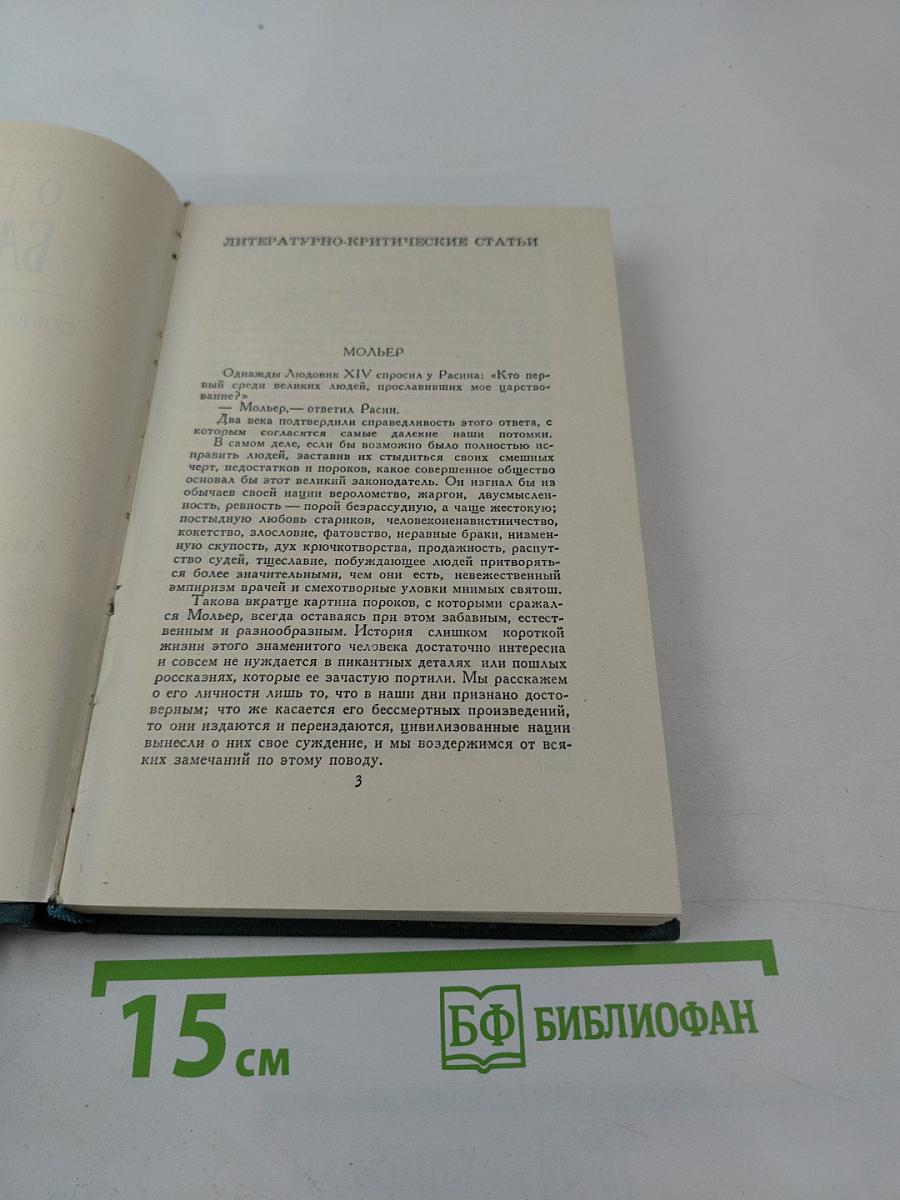 ЛИТЕРАТУРНО-КРИТИЧЕСКИЕ СТАТЬИ
МОЛЬЕР
Однажды Людовик XIV спросил у Расина: «Кто пер-
вый среди великих людей, прославивших мое царство-
вание?»
— Мольер,— ответил Расин.
Два века подтвердили справедливость этого ответа, с
которым согласятся самые далекие наши потомки.
В самом деле, если бы возможно было полностью ис-
править людей, заставив их стыдиться своих смешных
черт, недостатков и пороков, какое совершенное общество
основал бы этот великий законодатель. Он изгнал бы из
обычаев своей нации вероломство, жаргон, двусмыслен-
ность, ревность — порой безрассудную, а чаще жестокую;
постыдную любовь стариков, человеконенавистничество,
кокетство, злословие, фатовство, неравные браки, низмен-
ную скупость, дух крючкотворства, продажность, распут-
ство судей, тщеславие, побуждающее людей притворять-
ся более значительными, чем они есть, невежественный
эмпиризм врачей и смехотворные уловки мнимых святош.
Такова вкратце картина пороков, с которыми сражал-
ся Мольер, всегда оставаясь при этом забавным, естест-
венным и разнообразным. История слишком короткой
жизни этого знаменитого человека достаточно интересна
и совсем не нуждается в пикантных деталях или пошлых
россказнях, которые ее зачастую портили. Мы расскажем
о его личности лишь то, что в наши дни признано досто-
верным; что же касается его бессмертных произведений,
то они издаются и переиздаются, цивилизованные нации
вынесли о них свое суждение, и мы воздержимся от вся-
ких замечаний по этому поводу.
3
15 см
БФ БИБЛИОФАН